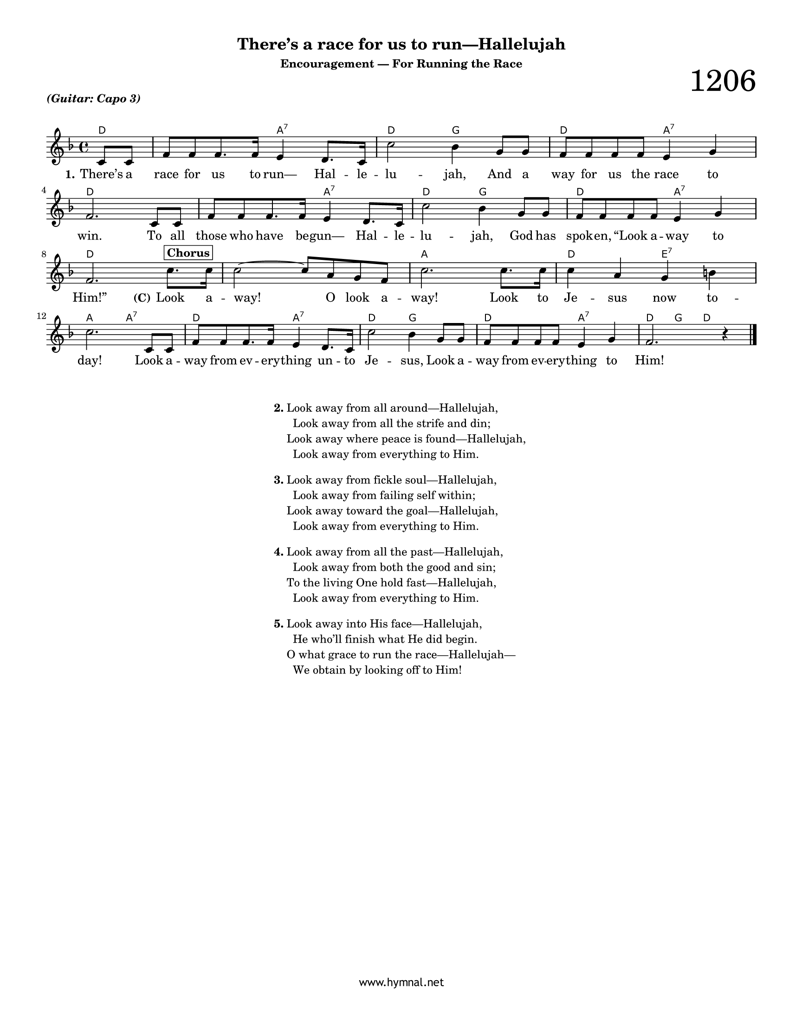 There's a race for us to run—Hallelujah
Encouragement — For Running the Race
1206
(Guitar: Capo 3)
D A7 D G D A7
1. There's a race for us to run— Hal - le - lu - jah, And a way for us the race to
4 D A7 D G D A7
win. To all those who have begun— Hal - le - lu - jah, God has spoken, “Look a - way to
8 D Chorus A D E7
Him!” (C) Look a - way! O look a - way! Look to Je - sus now to -
12 A A7 D A7 D G D A7 D G D
day! Look a - way from ev - erything un - to Je - sus, Look a - way from ev-erything to Him!
2. Look away from all around—Hallelujah,
Look away from all the strife and din;
Look away where peace is found—Hallelujah,
Look away from everything to Him.
3. Look away from fickle soul—Hallelujah,
Look away from failing self within;
Look away toward the goal—Hallelujah,
Look away from everything to Him.
4. Look away from all the past—Hallelujah,
Look away from both the good and sin;
To the living One hold fast—Hallelujah,
Look away from everything to Him.
5. Look away into His face—Hallelujah,
He who'll finish what He did begin.
O what grace to run the race—Hallelujah—
We obtain by looking off to Him!
www.hymnal.net